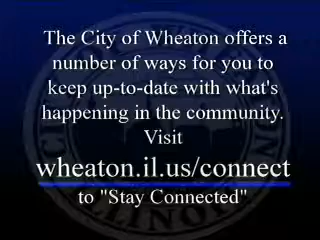 The City of Wheaton offers a
number of ways for you to
keep up-to-date with what's
happening in the community.
Visit
wheaton.il.us/connect
to "Stay Connected"
ILLINOIS